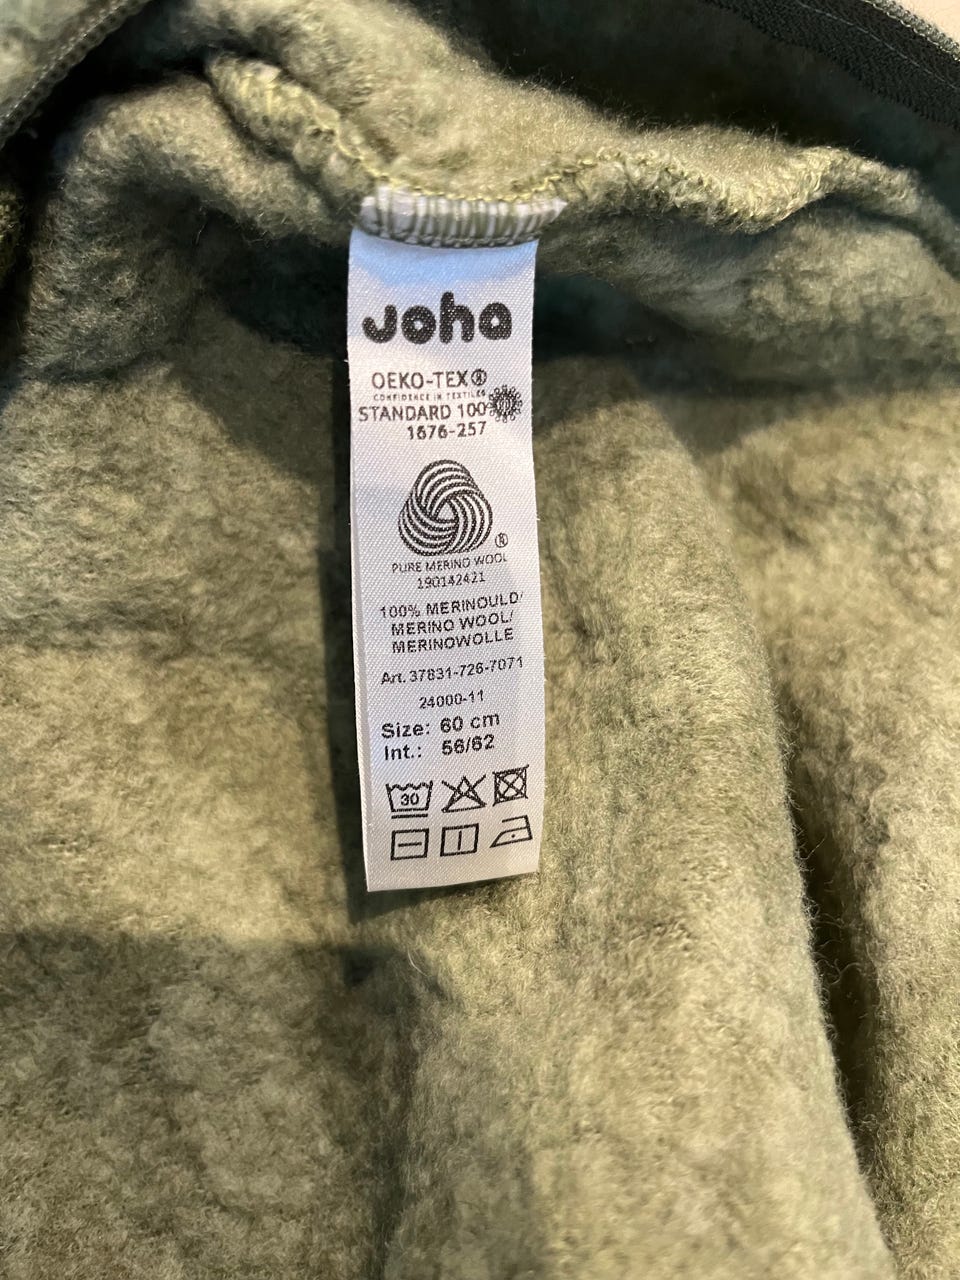 Joha
OEKO-TEX®
CONFIDENCE IN TEXTILES
STANDARD 100
1676-257
®
PURE MERINO WOOL
190142421
100% MERINOULD/
MERINO WOOL/
MERINOWOLLE
Art. 37831-726-7071
24000-11
Size: 60 cm
Int.: 56/62
30